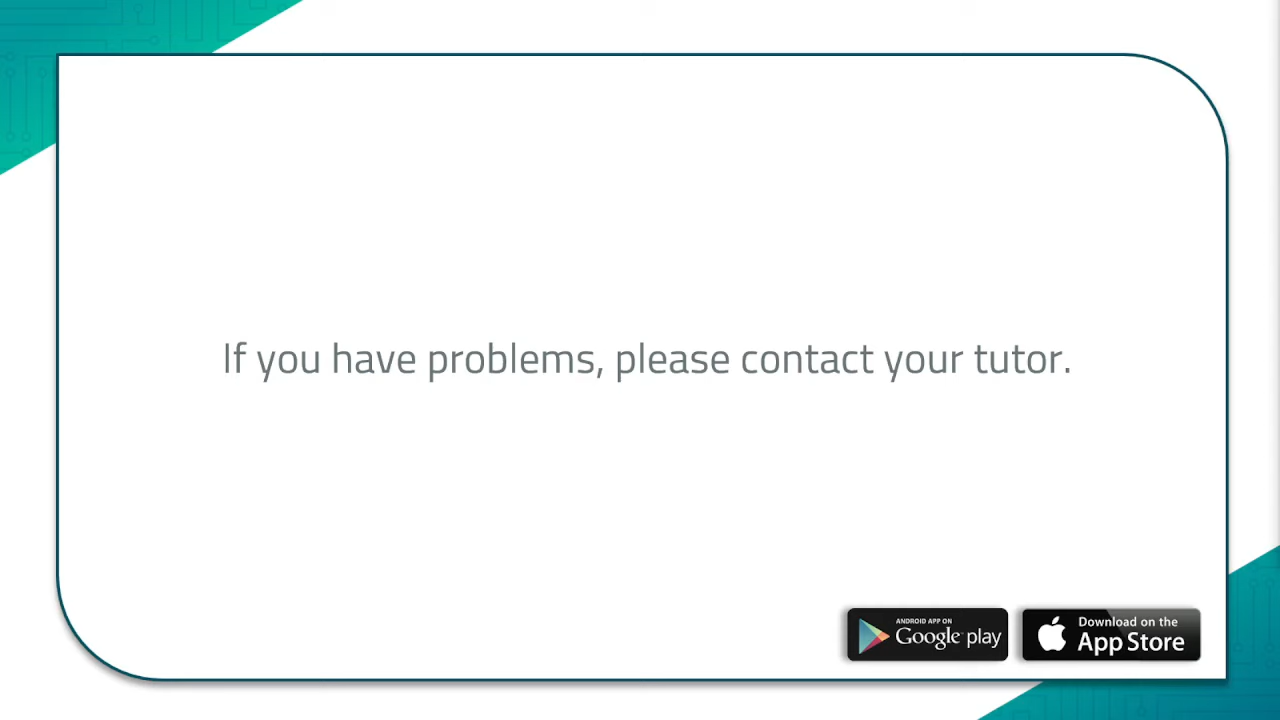 If you have problems, please contact your tutor.
ANDROID APP ON
Google play
Download on the
App Store